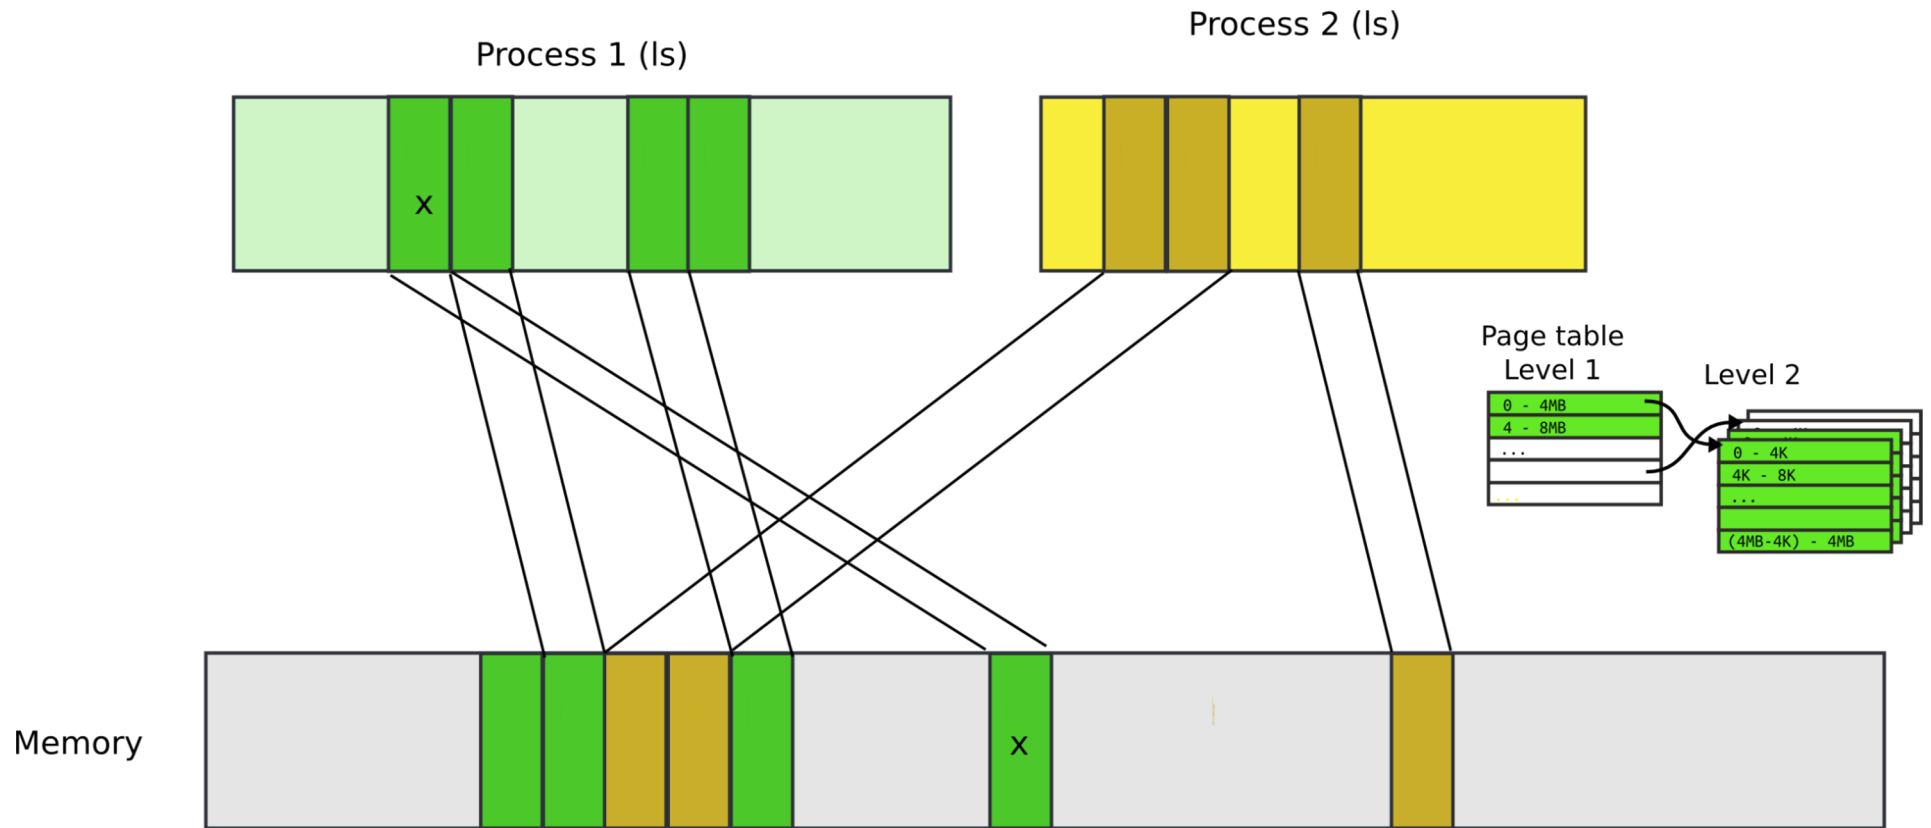 Process 1 (ls)
Process 2 (ls)
x
Page table
Level 1
Level 2
0 - 4MB
4 - 8MB
...
...
0 - 4K
4K - 8K
...
(4MB-4K) - 4MB
Memory
x